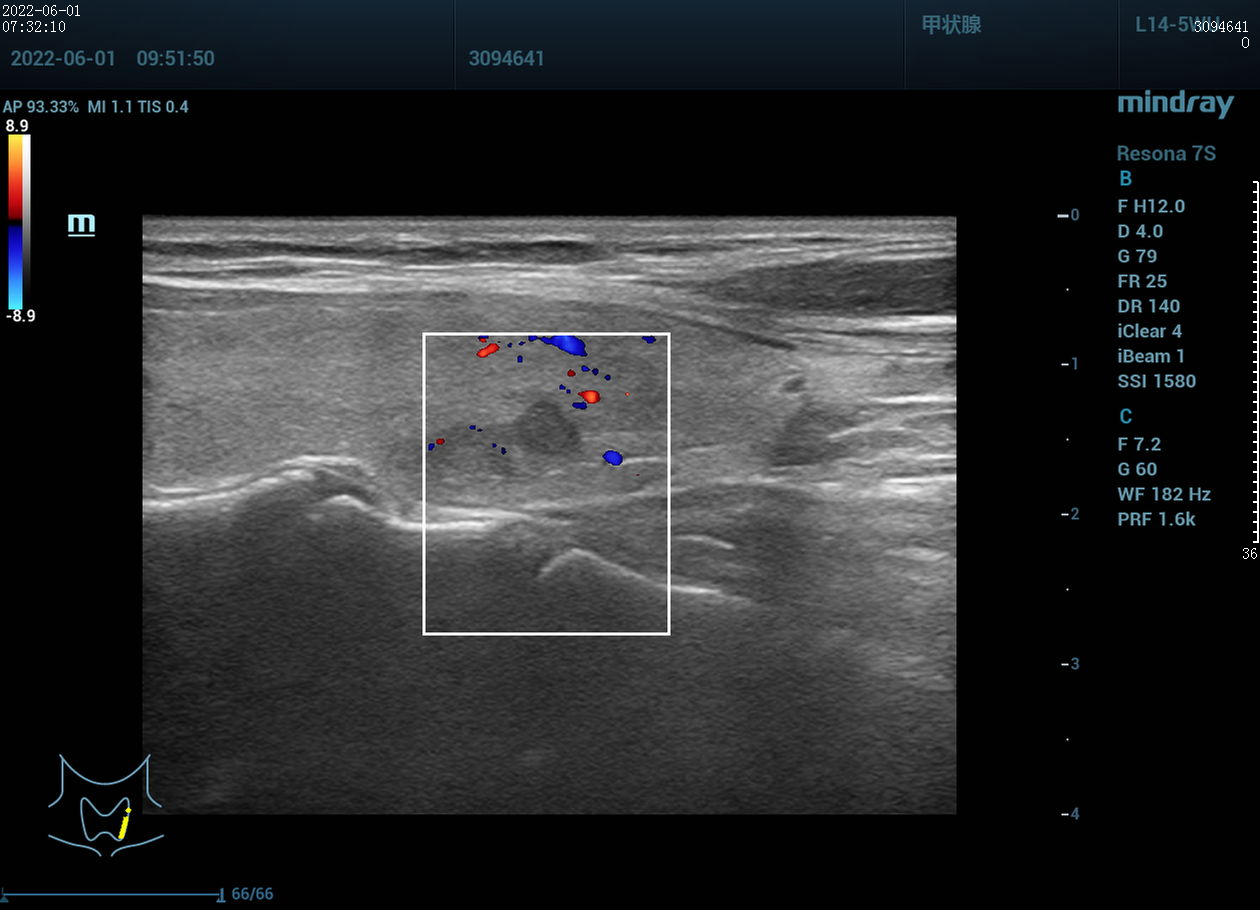 2022-06-01
07:32:10
甲状腺
L14-5WU
3094641
0
2022-06-01 09:51:50
3094641
mindray
AP 93.33% MI 1.1 TIS 0.4
8.9
-8.9
m
Resona 7S
B
F H12.0
D 4.0
G 79
FR 25
DR 140
iClear 4
iBeam 1
SSI 1580
C
F 7.2
G 60
WF 182 Hz
PRF 1.6k
0
1
2
3
4
36
66/66